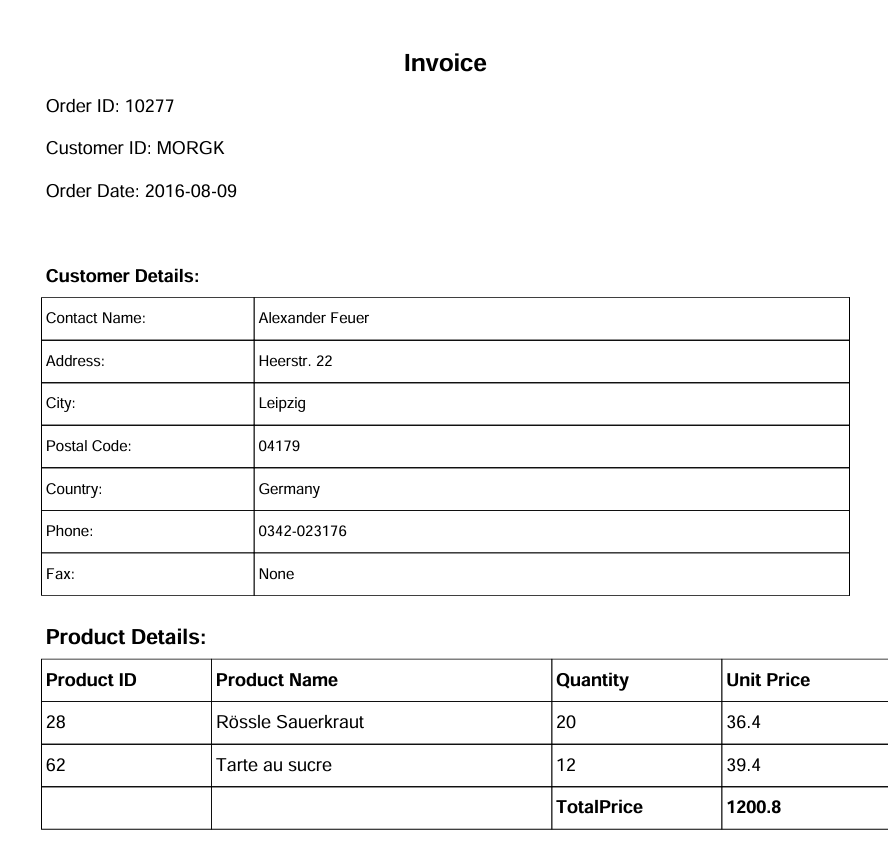 Invoice
Order ID: 10277
Customer ID: MORGK
Order Date: 2016-08-09
Customer Details:
Contact Name: Alexander Feuer
Address: Heerstr. 22
City: Leipzig
Postal Code: 04179
Country: Germany
Phone: 0342-023176
Fax: None
Product Details:
Product ID Product Name Quantity Unit Price
28 Rössle Sauerkraut 20 36.4
62 Tarte au sucre 12 39.4
TotalPrice 1200.8